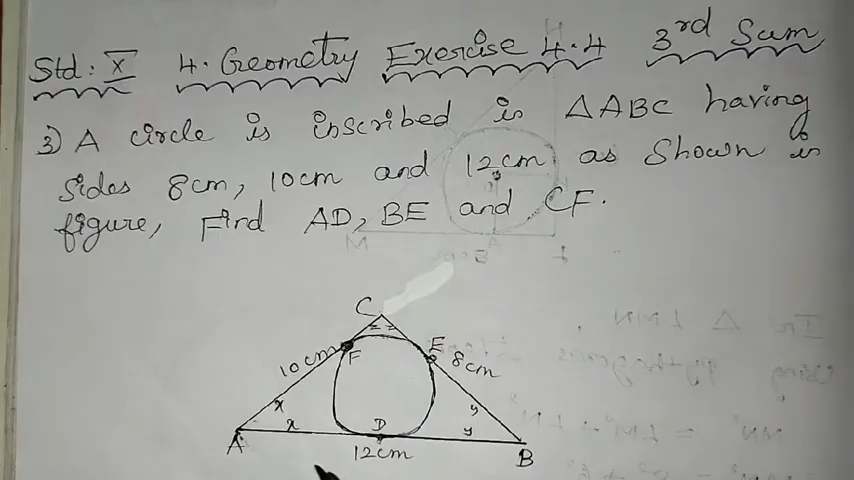 Std: X 4. Geometry Exercise 4.4 3rd Sum
3) A circle is inscribed in ΔABC having
sides 8cm, 10cm and 12cm as shown in
figure, Find AD, BE and CF.
C
z z
10cm F E 8cm
x y
x D y
A 12cm B